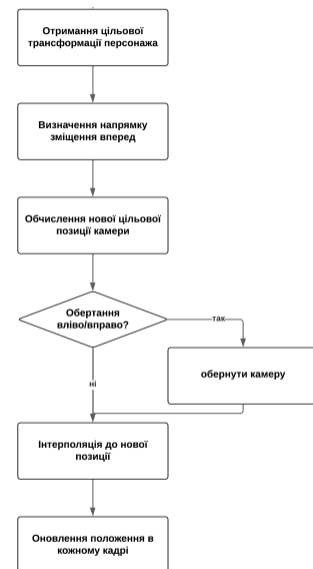 Отримання цільової
трансформації персонажа
Визначення напрямку
зміщення вперед
Обчислення нової цільової
позиції камери
Обертання
вліво/вправо?
так
обернути камеру
ні
Інтерполяція до нової
позиції
Оновлення положення в
кожному кадрі